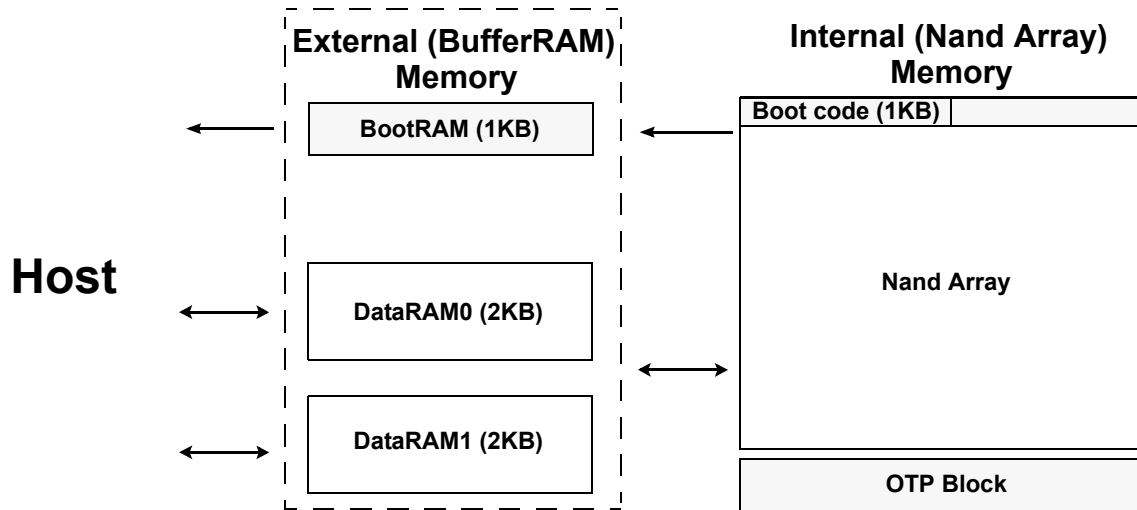 External (BufferRAM)
Memory
Internal (Nand Array)
Memory
BootRAM (1KB)
Boot code (1KB)
Host
DataRAM0 (2KB)
Nand Array
DataRAM1 (2KB)
OTP Block